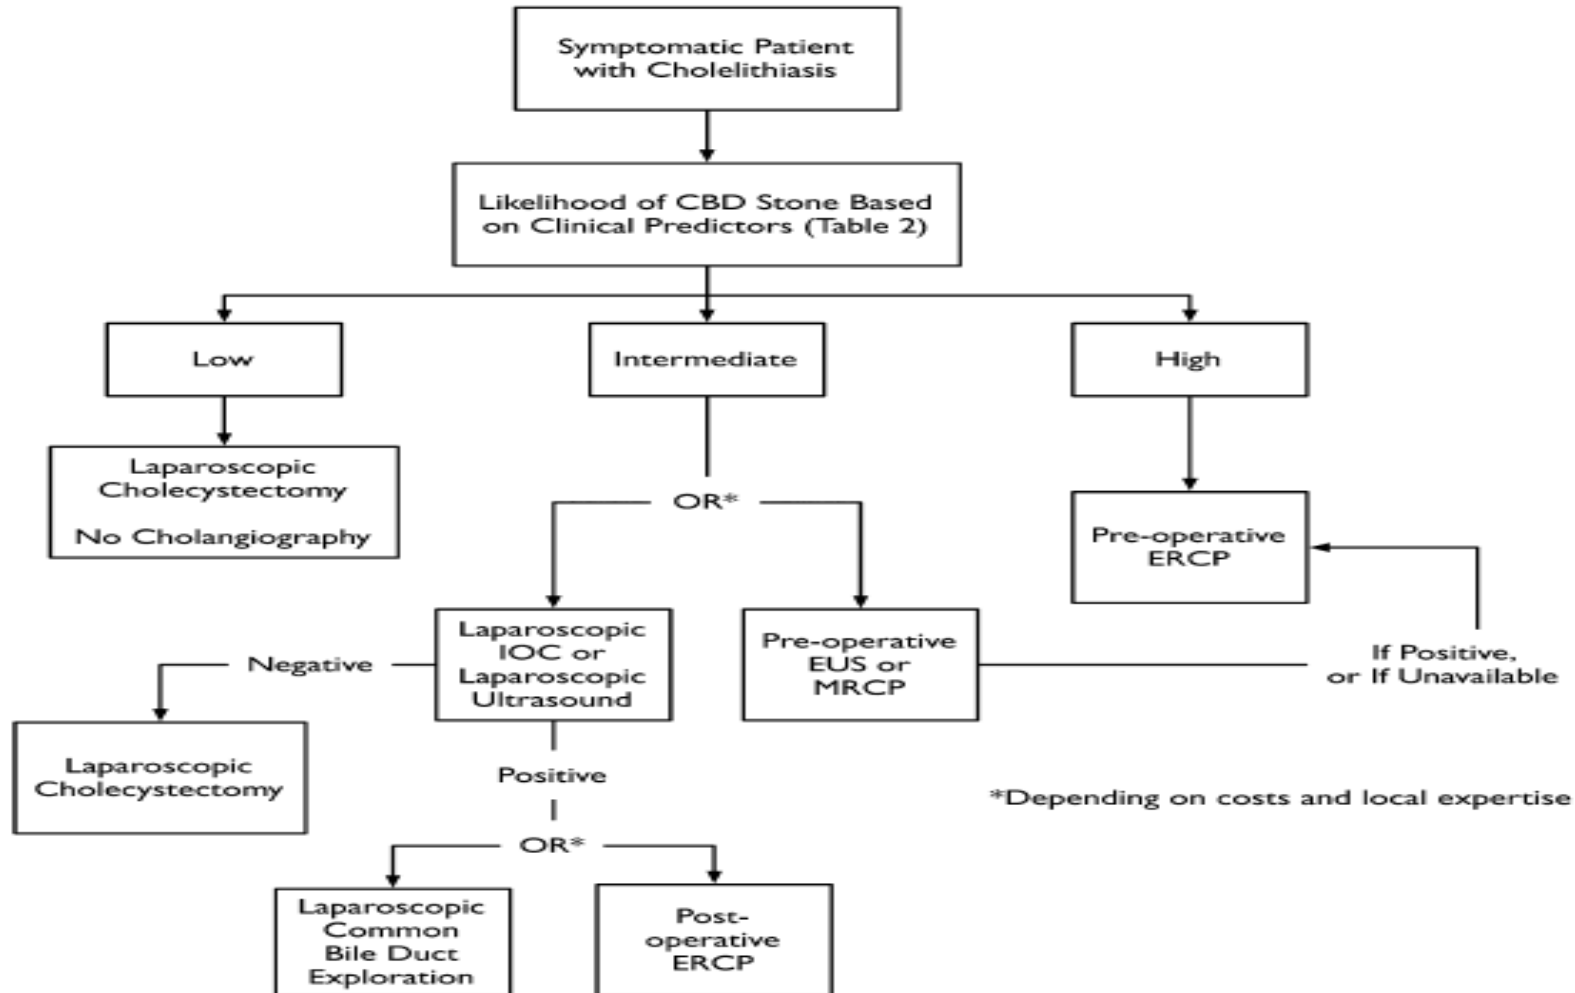 Symptomatic Patient
with Cholelithiasis
Likelihood of CBD Stone Based
on Clinical Predictors (Table 2)
Low
Intermediate
High
Laparoscopic
Cholecystectomy
No Cholangiography
OR*
Pre-operative
ERCP
Negative
Laparoscopic
IOC or
Laparoscopic
Ultrasound
Pre-operative
EUS or
MRCP
If Positive,
or If Unavailable
Laparoscopic
Cholecystectomy
Positive
*Depending on costs and local expertise
OR*
Laparoscopic
Common
Bile Duct
Exploration
Post-
operative
ERCP